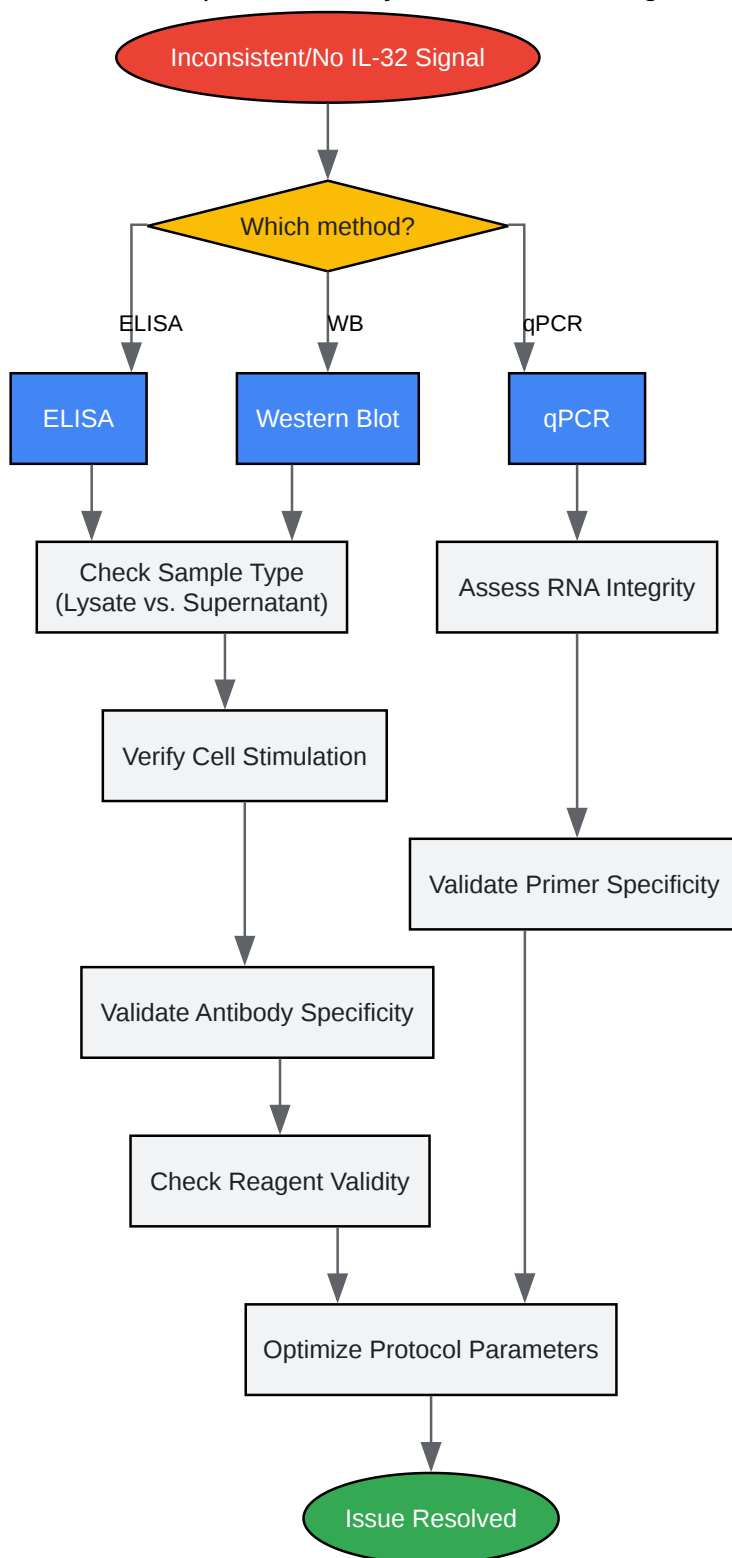 Inconsistent/No IL-32 Signal
Which method?
ELISA
WB
qPCR
ELISA
Western Blot
qPCR
Check Sample Type
(Lysate vs. Supernatant)
Assess RNA Integrity
Verify Cell Stimulation
Validate Primer Specificity
Validate Antibody Specificity
Check Reagent Validity
Optimize Protocol Parameters
Issue Resolved